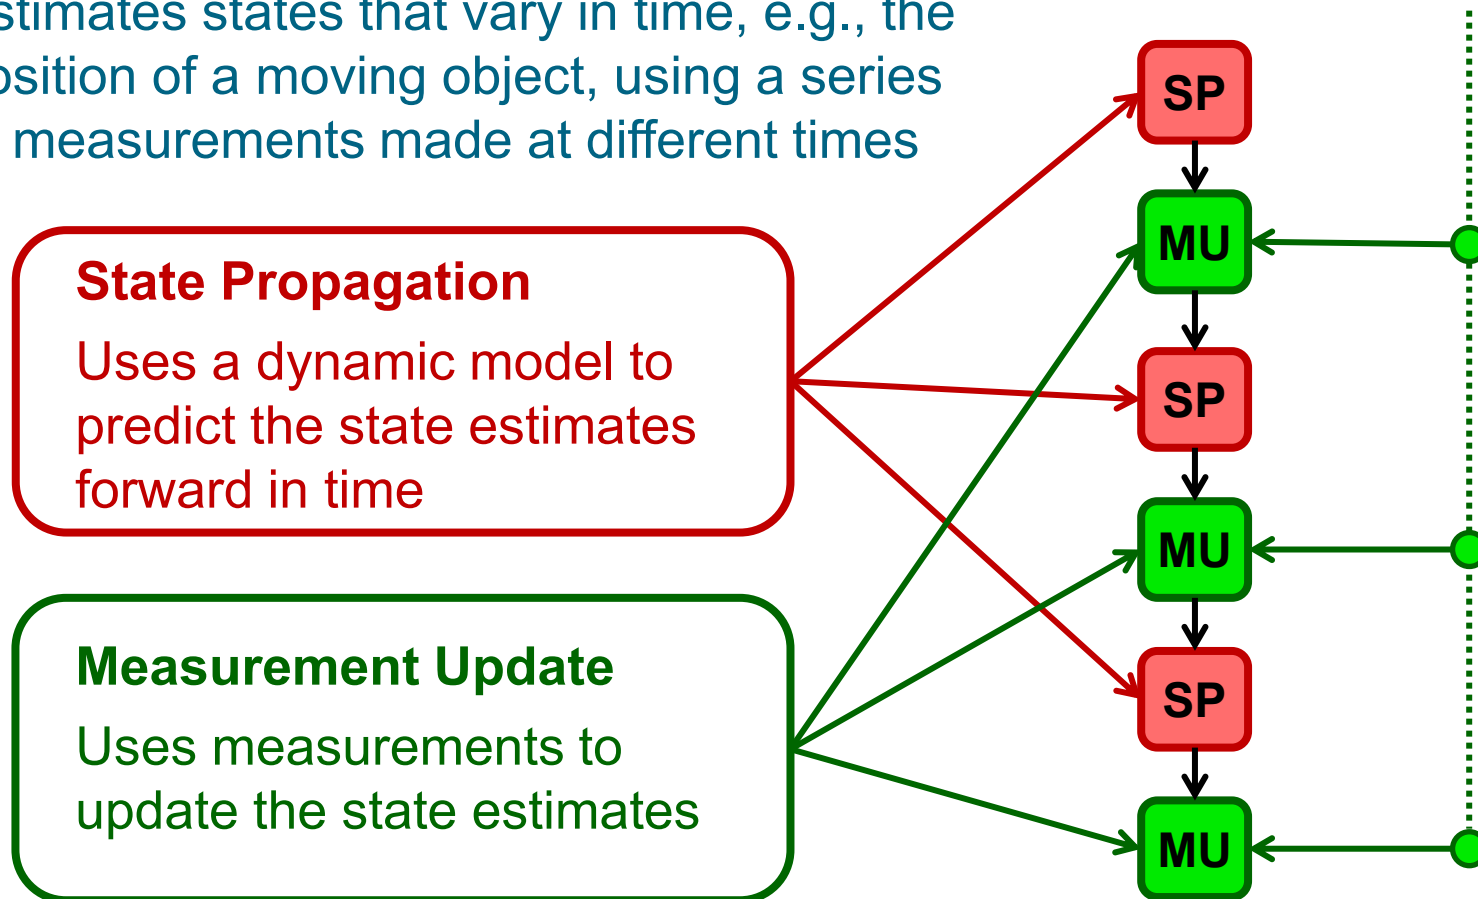 stimates states that vary in time, e.g., the
osition of a moving object, using a series
measurements made at different times
State Propagation
Uses a dynamic model to
predict the state estimates
forward in time
Measurement Update
Uses measurements to
update the state estimates
SP
MU
SP
MU
SP
MU